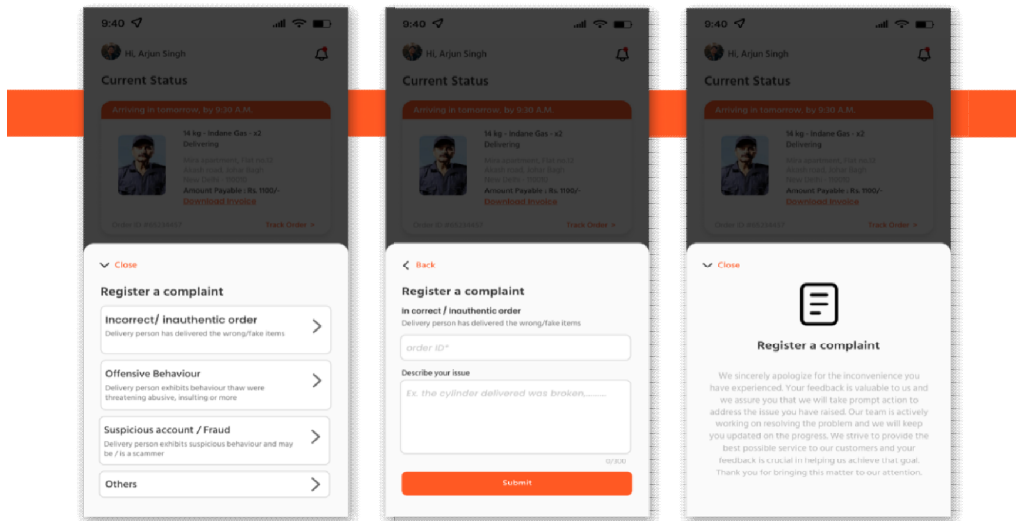 9:40
Hi, Arjun Singh
Current Status
Arriving in tomorrow, by 9:30 A.M.
14 kg - Indane Gas - x2
Delivering
New Delhi -
Amount Payable : Rs. 1100/-
Download Invoice
Order ID
Track Order >
Close
Register a complaint
Incorrect/ inauthentic order
Delivery person has delivered the wrong/fake items
Offensive Behaviour
Delivery person exhibits behaviour thaw were
threatening abusive, insulting or more
Suspicious account / Fraud
Delivery person exhibits suspicious behaviour and may
be / is a scammer
Others
9:40
Hi, Arjun Singh
Current Status
Arriving in tomorrow, by 9:30 A.M.
14 kg - Indane Gas - x2
Delivering
New Delhi -
Amount Payable : Rs. 1100/-
Download Invoice
Order ID
Track Order >
Back
Register a complaint
In correct / Inauthentic order
Delivery person has delivered the wrong/fake items
order ID*
Describe your issue
Ex. the cylinder delivered was broken.........
0/300
Submit
9:40
Hi, Arjun Singh
Current Status
Arriving in tomorrow, by 9:30 A.M.
14 kg - Indane Gas - x2
Delivering
New Delhi -
Amount Payable : Rs. 1100/-
Download Invoice
Order ID
Track Order >
Close
Register a complaint
We sincerely apologize for the inconvenience you
have experienced. Your feedback is valuable to us and
we assure you that we will take prompt action to
address the issue you have raised. Our team is actively
working on resolving the problem and we will keep
you updated on the progress. We strive to provide the
best possible service to our customers and your
feedback is crucial in helping us achieve that goal.
Thank you for bringing this matter to our attention.